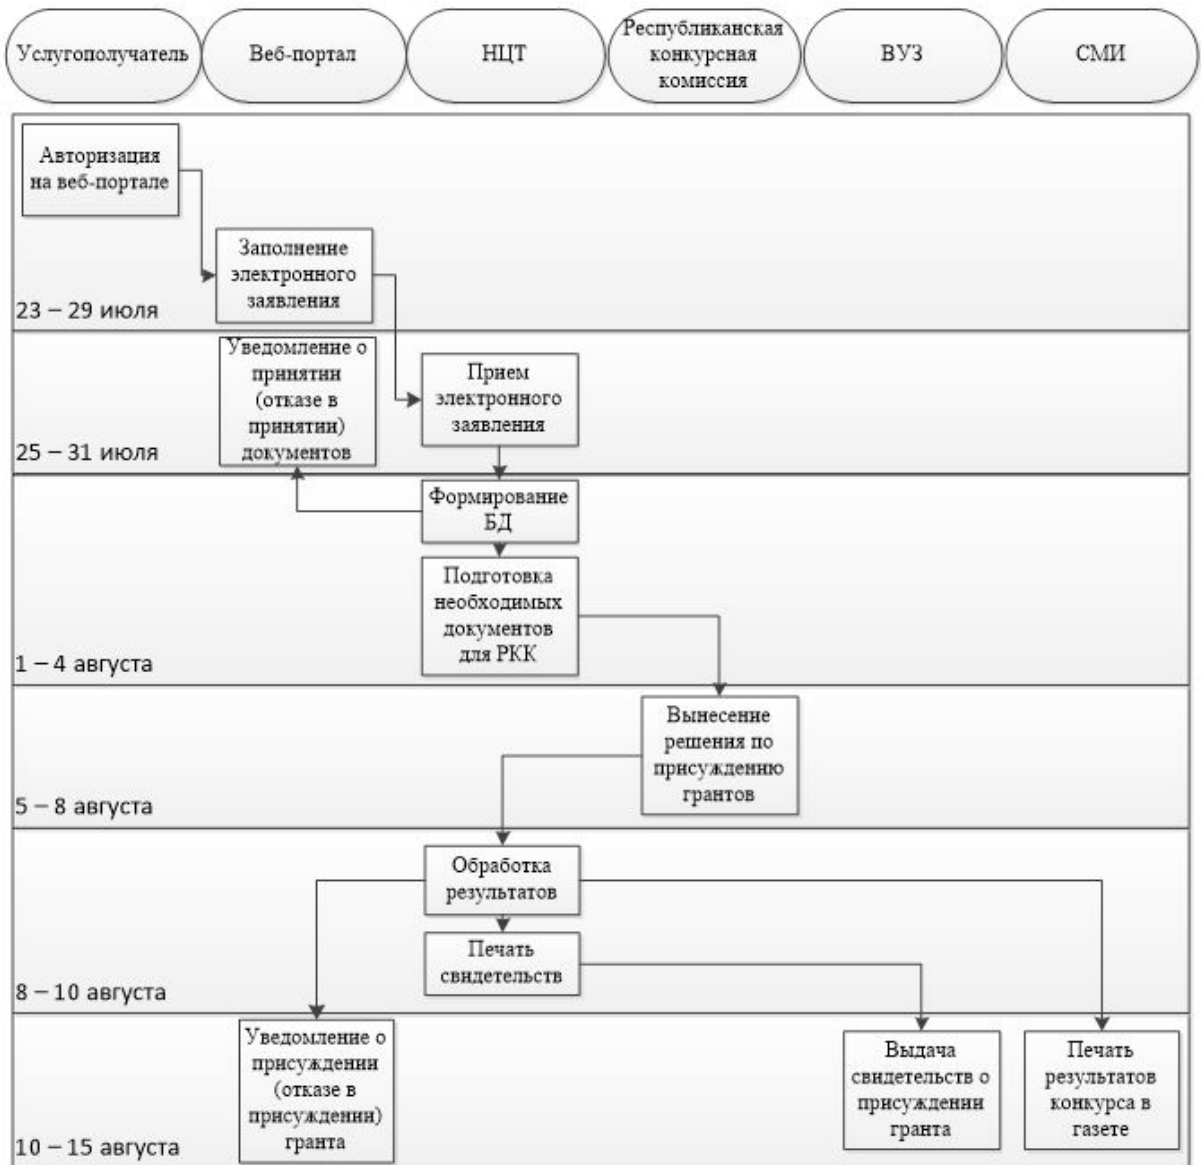 Услугополучатель
Веб-портал
НЦТ
Республиканская
конкурсная
комиссия
ВУЗ
СМИ
Авторизация
на веб-портале
Заполнение
электронного
заявления
23 – 29 июля
Уведомление о
принятии
(отказе в
принятии)
документов
Прием
электронного
заявления
25 – 31 июля
Формирование
БД
Подготовка
необходимых
документов
для РКК
1 – 4 августа
Вынесение
решения по
присуждению
грантов
5 – 8 августа
Обработка
результатов
Печать
свидетельств
8 – 10 августа
Уведомление о
присуждении
(отказе в
присуждении)
гранта
Выдача
свидетельств о
присуждении
гранта
Печать
результатов
конкурса в
газете
10 – 15 августа